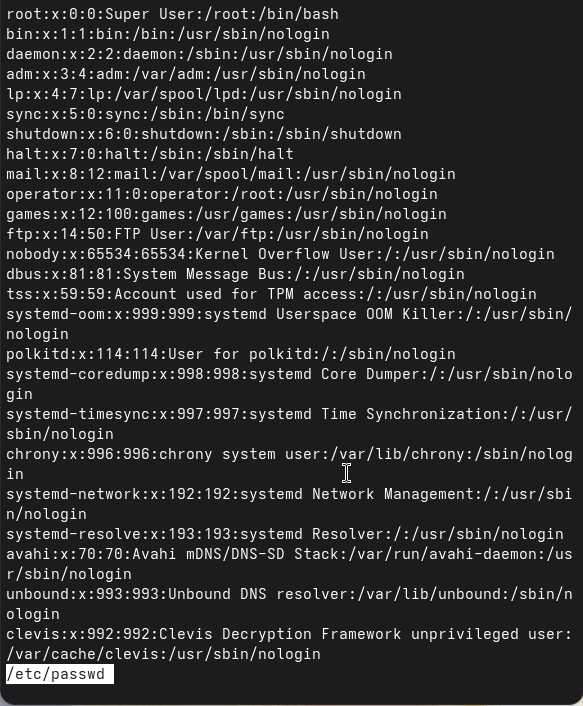 root:x:0:0:Super User:/root:/bin/bash
bin:x:1:1:bin:/bin:/usr/sbin/nologin
daemon:x:2:2:daemon:/sbin:/usr/sbin/nologin
adm:x:3:4:adm:/var/adm:/usr/sbin/nologin
lp:x:4:7:lp:/var/spool/lpd:/usr/sbin/nologin
sync:x:5:0:sync:/sbin:/bin/sync
shutdown:x:6:0:shutdown:/sbin:/sbin/shutdown
halt:x:7:0:halt:/sbin:/sbin/halt
mail:x:8:12:mail:/var/spool/mail:/usr/sbin/nologin
operator:x:11:0:operator:/root:/usr/sbin/nologin
games:x:12:100:games:/usr/games:/usr/sbin/nologin
ftp:x:14:50:FTP User:/var/ftp:/usr/sbin/nologin
nobody:x:65534:65534:Kernel Overflow User:/:/usr/sbin/nologin
dbus:x:81:81:System Message Bus:/:/usr/sbin/nologin
tss:x:59:59:Account used for TPM access:/:/usr/sbin/nologin
systemd-oom:x:999:999:systemd Userspace OOM Killer:/:/usr/sbin/
nologin
polkitd:x:114:114:User for polkitd:/:/sbin/nologin
systemd-coredump:x:998:998:systemd Core Dumper:/:/usr/sbin/nolo
gin
systemd-timesync:x:997:997:systemd Time Synchronization:/:/usr/
sbin/nologin
chrony:x:996:996:chrony system user:/var/lib/chrony:/sbin/nolog
in
systemd-network:x:192:192:systemd Network Management:/:/usr/sbi
n/nologin
systemd-resolve:x:193:193:systemd Resolver:/:/usr/sbin/nologin
avahi:x:70:70:Avahi mDNS/DNS-SD Stack:/var/run/avahi-daemon:/us
r/sbin/nologin
unbound:x:993:993:Unbound DNS resolver:/var/lib/unbound:/sbin/n
ologin
clevis:x:992:992:Clevis Decryption Framework unprivileged user:
/var/cache/clevis:/usr/sbin/nologin
/etc/passwd